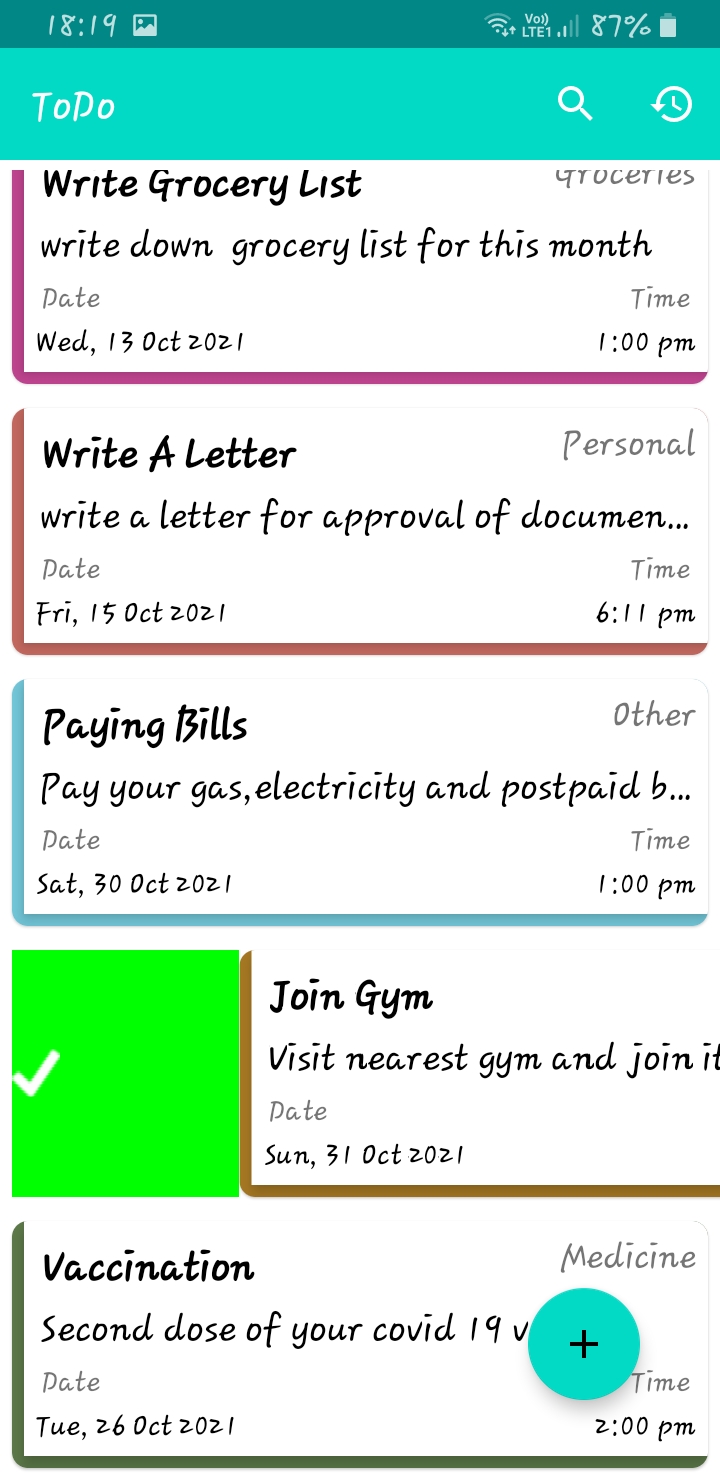 18:19 Vo)) LTE1 87%
ToDo
Write Grocery List Groceries
write down grocery list for this month
Date Time
Wed, 13 Oct 2021 1:00 pm
Write A Letter Personal
write a letter for approval of documen...
Date Time
Fri, 15 Oct 2021 6:11 pm
Paying Bills Other
Pay your gas,electricity and postpaid b...
Date Time
Sat, 30 Oct 2021 1:00 pm
Join Gym
Visit nearest gym and join it
Date
Sun, 31 Oct 2021
Vaccination Medicine
Second dose of your covid 19 v
Date Time
Tue, 26 Oct 2021 2:00 pm